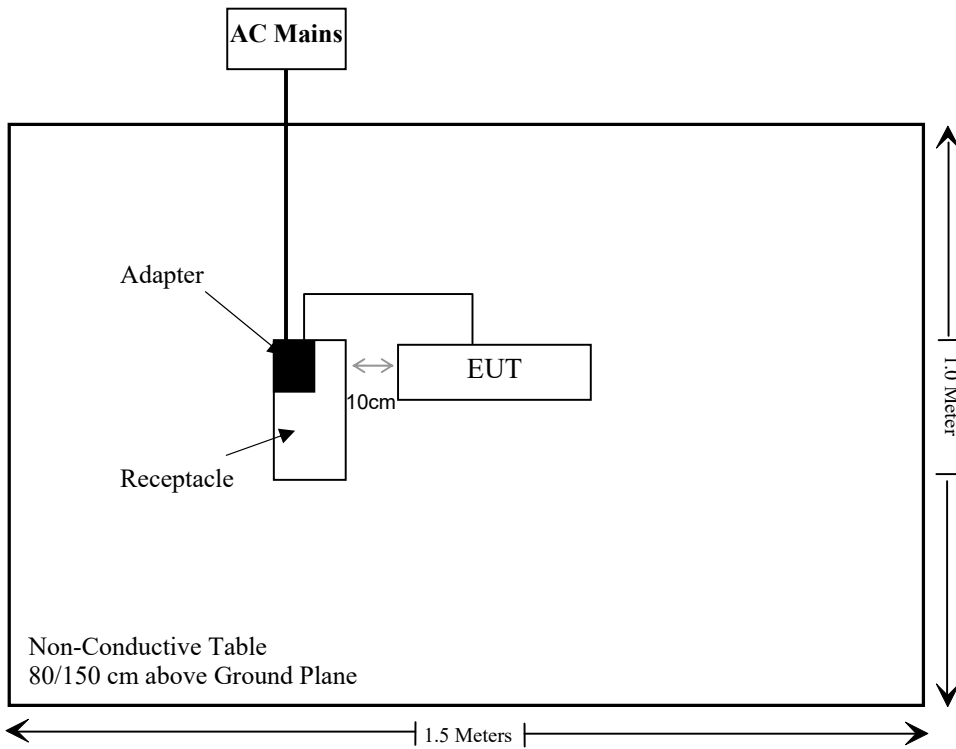 AC Mains
Adapter
EUT
10cm
1.0 Meter
Receptacle
Non-Conductive Table
80/150 cm above Ground Plane
1.5 Meters